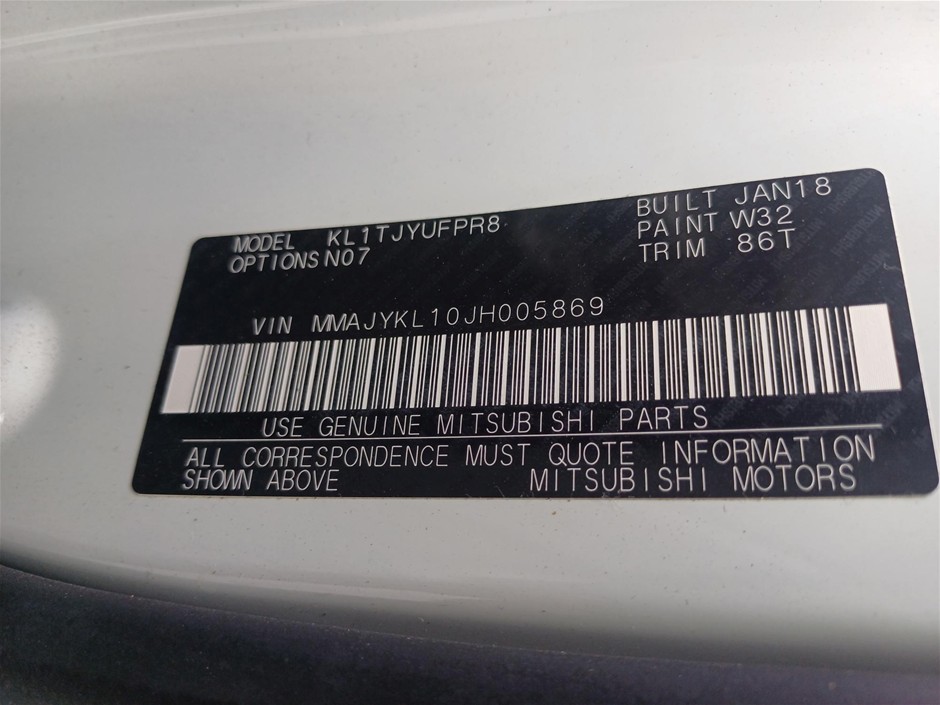 MODEL KL1TJYUFPR8 BUILT JAN18
OPTIONS N07 PAINT W32
TRIM 86T
VIN MMAJYKL10JH005869
USE GENUINE MITSUBISHI PARTS
ALL CORRESPONDENCE MUST QUOTE INFORMATION
SHOWN ABOVE MITSUBISHI MOTORS